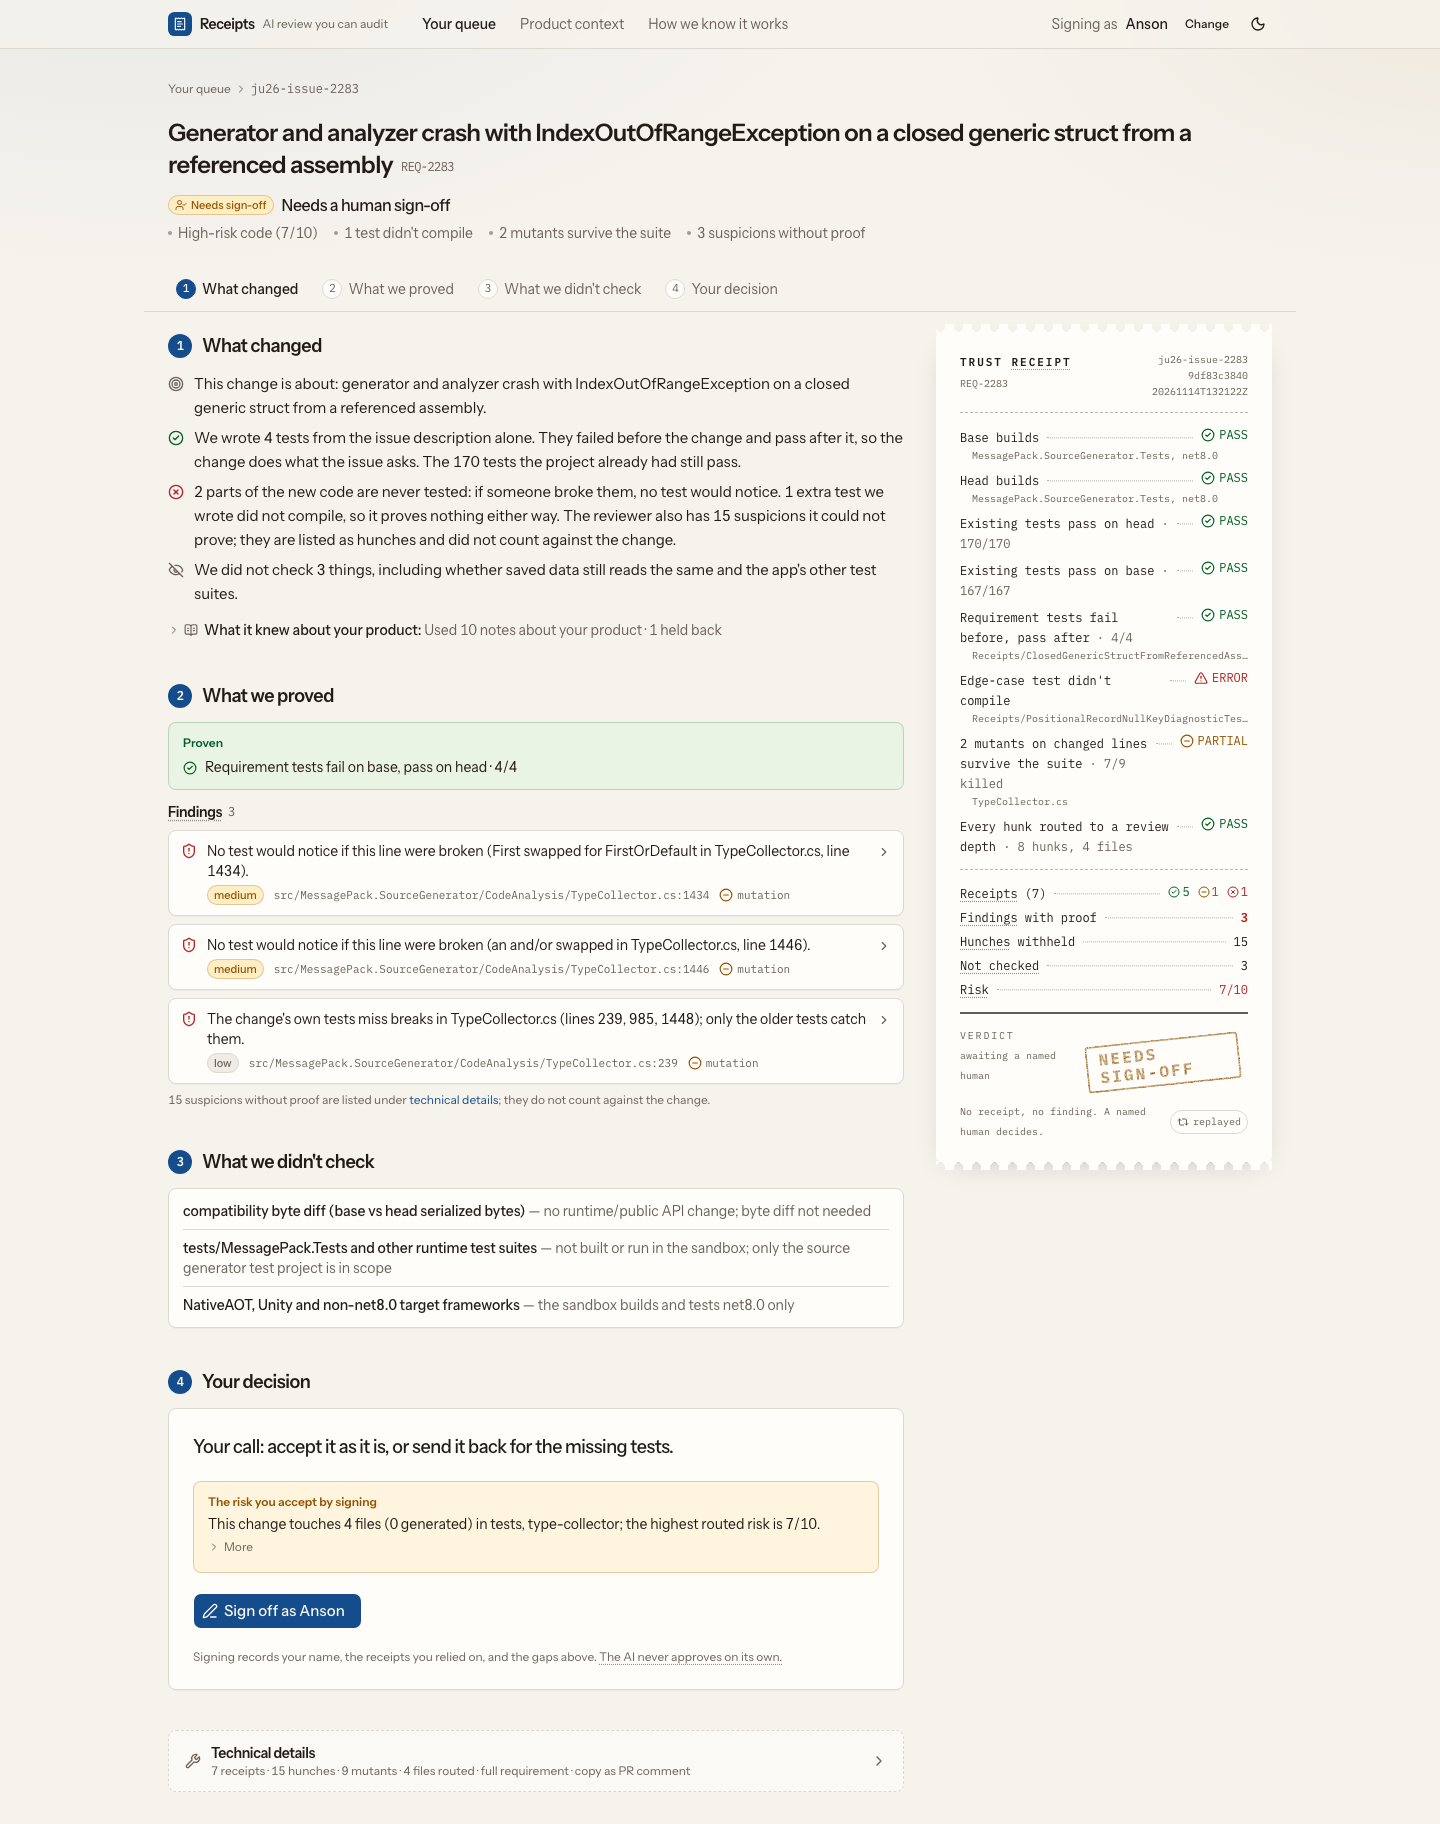 Receipts AI review you can audit Your queue Product context How we know it works Signing as Anson Change
Your queue > ju26-issue-2283
Generator and analyzer crash with IndexOutOfRangeException on a closed generic struct from a
referenced assembly REQ-2283
Needs sign-off Needs a human sign-off
• High-risk code (7/10) • 1 test didn't compile • 2 mutants survive the suite • 3 suspicions without proof
1 What changed 2 What we proved 3 What we didn't check 4 Your decision
1 What changed
This change is about: generator and analyzer crash with IndexOutOfRangeException on a closed
generic struct from a referenced assembly.
We wrote 4 tests from the issue description alone. They failed before the change and pass after it, so the
change does what the issue asks. The 170 tests the project already had still pass.
2 parts of the new code are never tested: if someone broke them, no test would notice. 1 extra test we
wrote did not compile, so it proves nothing either way. The reviewer also has 15 suspicions it could not
prove; they are listed as hunches and did not count against the change.
We did not check 3 things, including whether saved data still reads the same and the app's other test
suites.
What it knew about your product: Used 10 notes about your product · 1 held back
2 What we proved
Proven
Requirement tests fail on base, pass on head · 4/4
Findings 3
No test would notice if this line were broken (First swapped for FirstOrDefault in TypeCollector.cs, line
1434).
medium src/MessagePack.SourceGenerator/CodeAnalysis/TypeCollector.cs:1434 mutation
No test would notice if this line were broken (an and/or swapped in TypeCollector.cs, line 1446).
medium src/MessagePack.SourceGenerator/CodeAnalysis/TypeCollector.cs:1446 mutation
The change's own tests miss breaks in TypeCollector.cs (lines 239, 985, 1448); only the older tests catch
them.
low src/MessagePack.SourceGenerator/CodeAnalysis/TypeCollector.cs:239 mutation
15 suspicions without proof are listed under technical details; they do not count against the change.
3 What we didn't check
compatibility byte diff (base vs head serialized bytes) — no runtime/public API change; byte diff not needed
tests/MessagePack.Tests and other runtime test suites — not built or run in the sandbox; only the source
generator test project is in scope
NativeAOT, Unity and non-net8.0 target frameworks — the sandbox builds and tests net8.0 only
4 Your decision
Your call: accept it as it is, or send it back for the missing tests.
The risk you accept by signing
This change touches 4 files (0 generated) in tests, type-collector; the highest routed risk is 7/10.
More
Sign off as Anson
Signing records your name, the receipts you relied on, and the gaps above. The AI never approves on its own.
Technical details
7 receipts · 15 hunches · 9 mutants · 4 files routed · full requirement · copy as PR comment
TRUST RECEIPT
REQ-2283
ju26-issue-2283
9df83c3840
20261114T132122Z
Base builds PASS
MessagePack.SourceGenerator.Tests, net8.0
Head builds PASS
MessagePack.SourceGenerator.Tests, net8.0
Existing tests pass on head · PASS
170/170
Existing tests pass on base · PASS
167/167
Requirement tests fail PASS
before, pass after · 4/4
Receipts/ClosedGenericStructFromReferencedAss…
Edge-case test didn't ERROR
compile
Receipts/PositionalRecordNullKeyDiagnosticTes…
2 mutants on changed lines PARTIAL
survive the suite · 7/9
killed
TypeCollector.cs
Every hunk routed to a review PASS
depth · 8 hunks, 4 files
Receipts (7) 5 1 1
Findings with proof 3
Hunches withheld 15
Not checked 3
Risk 7/10
VERDICT
awaiting a named
human
NEEDS
SIGN-OFF
No receipt, no finding. A named
human decides.
replayed